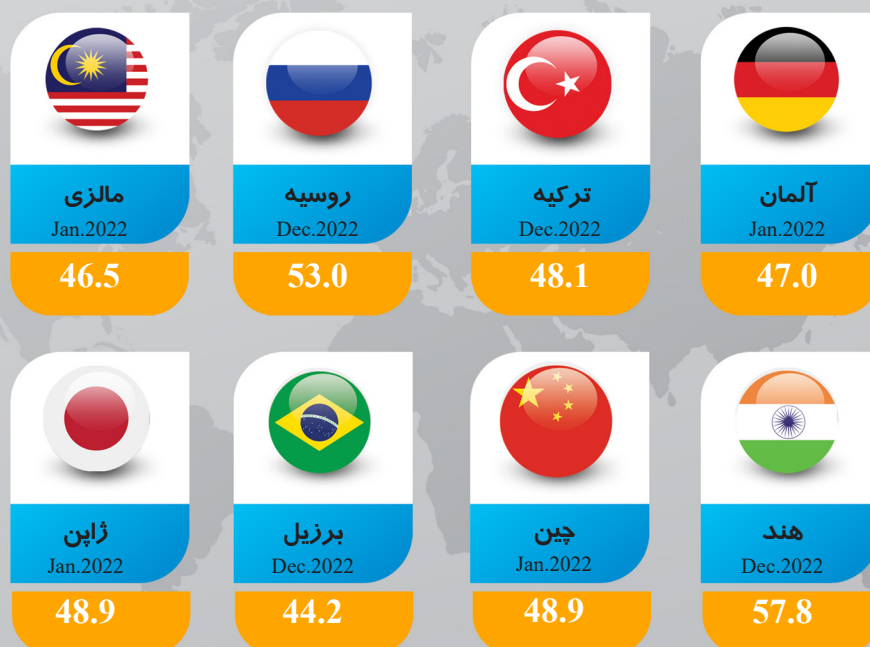 آلمان
Jan.2022
47.0
ترکیه
Dec.2022
48.1
روسیه
Dec.2022
53.0
مالزی
Jan.2022
46.5
هند
Dec.2022
57.8
چین
Jan.2022
48.9
برزیل
Dec.2022
44.2
ژاپن
Jan.2022
48.9